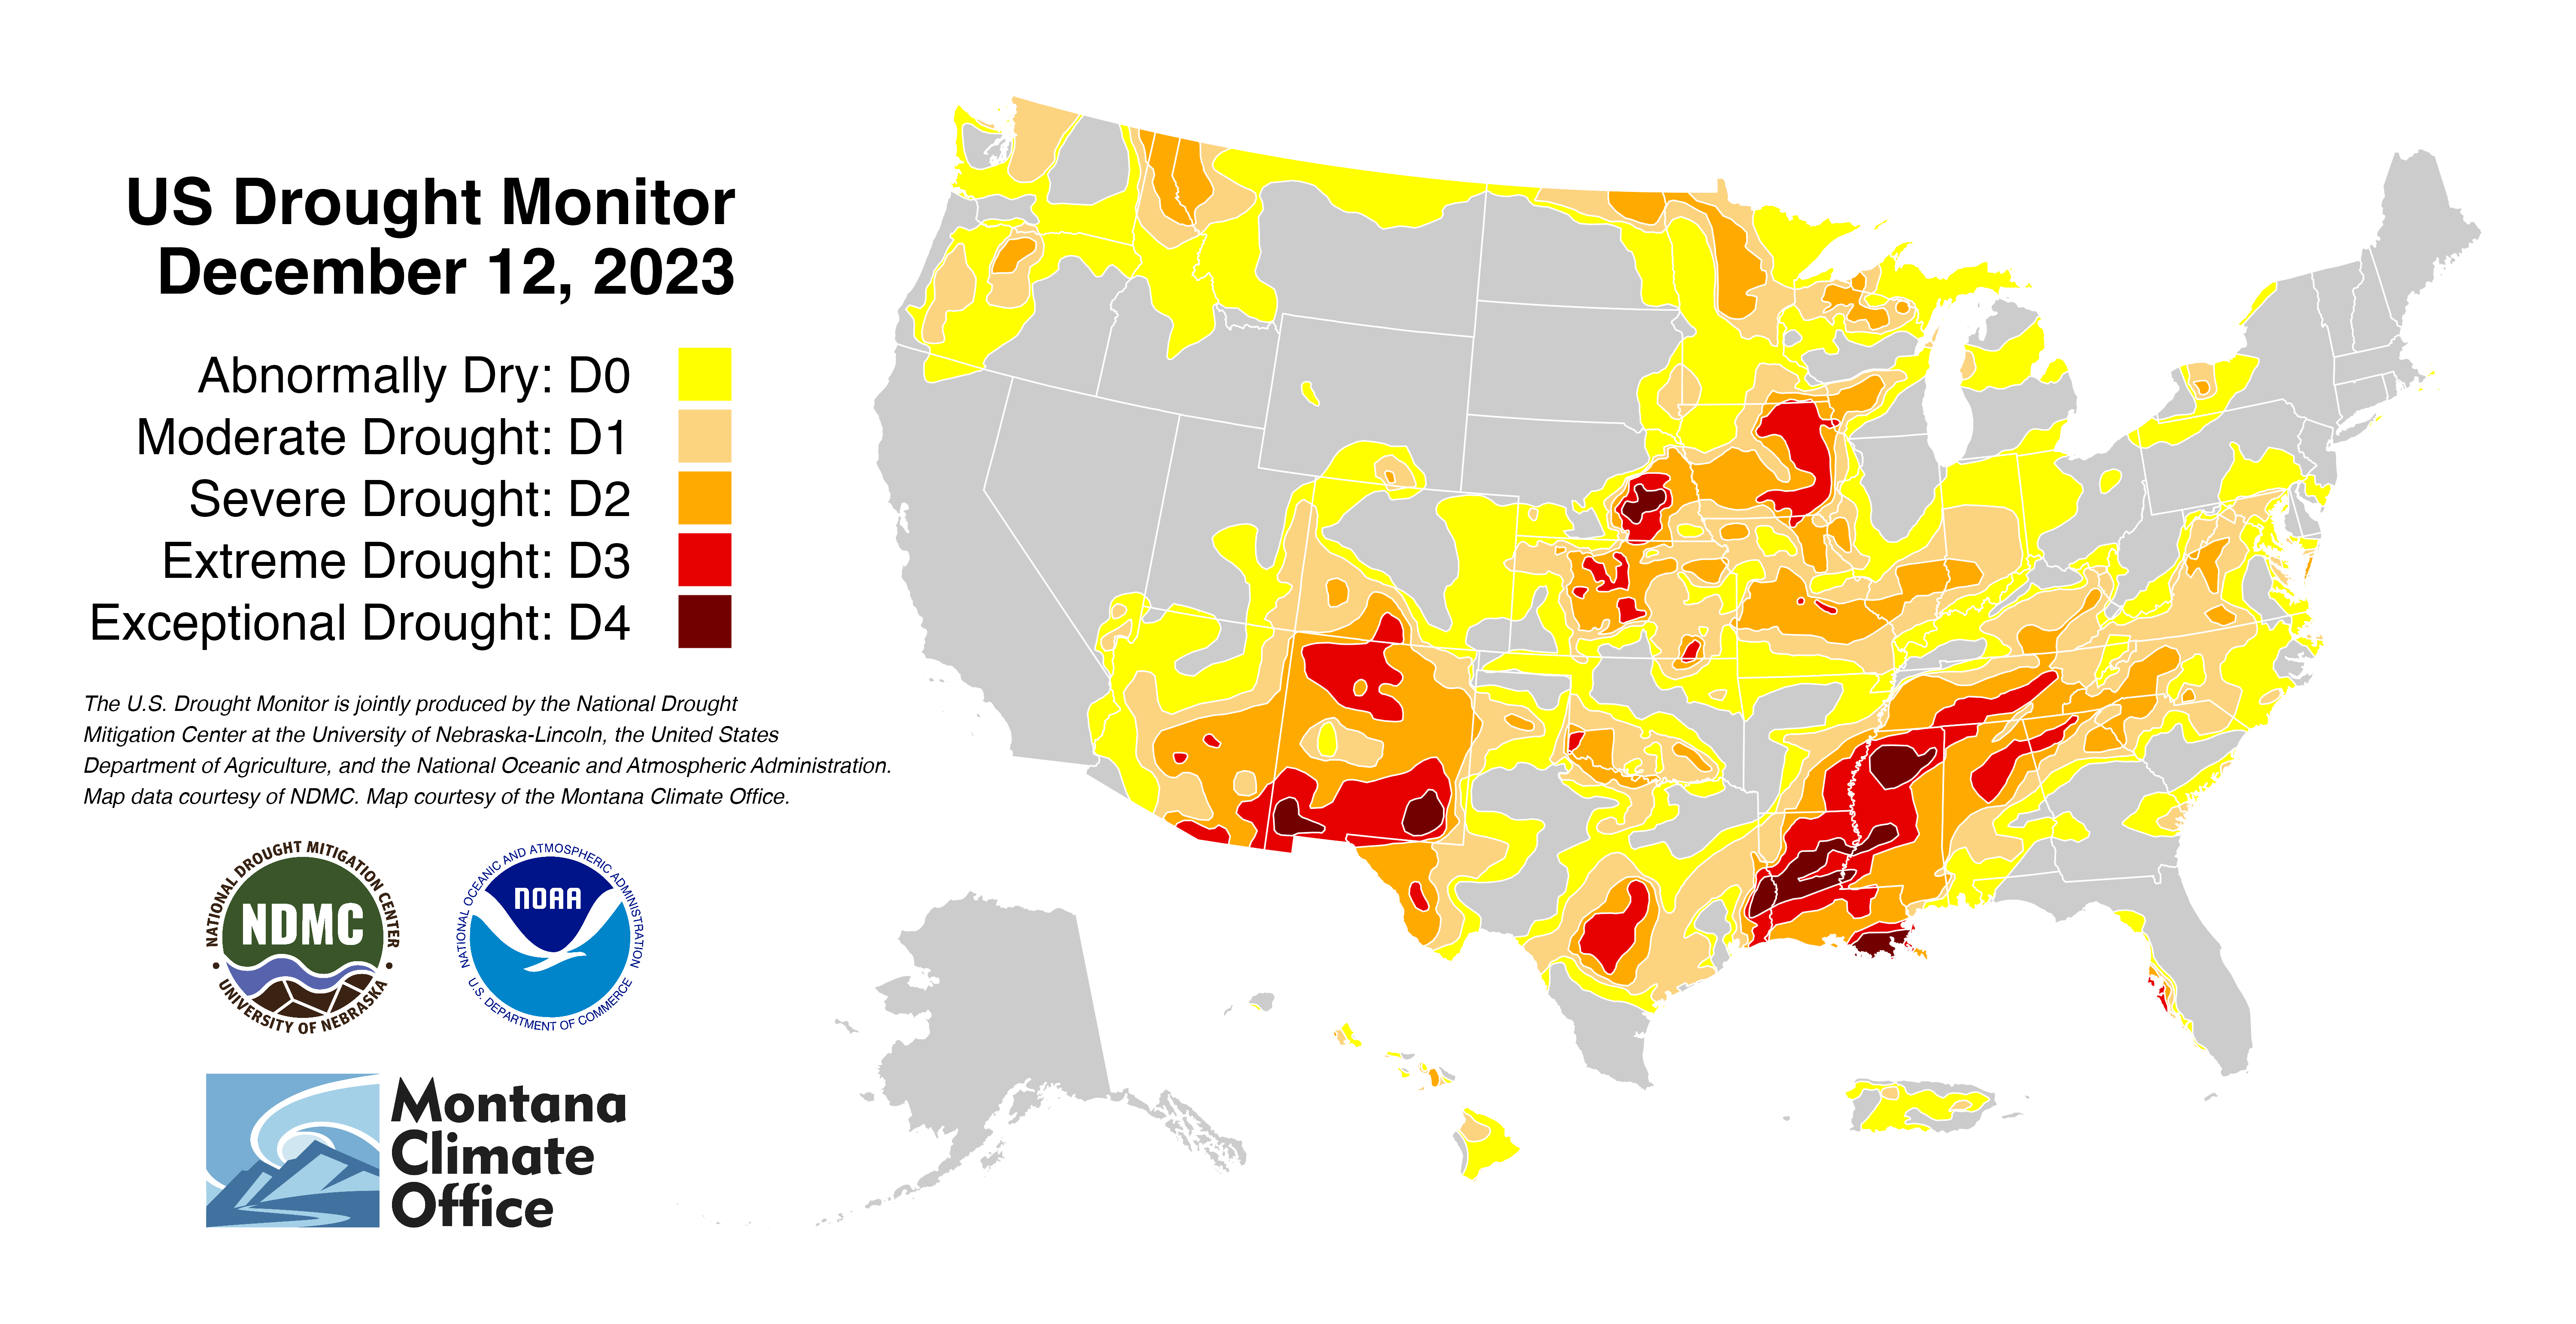 US Drought Monitor
December 12, 2023
Abnormally Dry: D0
Moderate Drought: D1
Severe Drought: D2
Extreme Drought: D3
Exceptional Drought: D4
The U.S. Drought Monitor is jointly produced by the National Drought
Mitigation Center at the University of Nebraska-Lincoln, the United States
Department of Agriculture, and the National Oceanic and Atmospheric Administration.
Map data courtesy of NDMC. Map courtesy of the Montana Climate Office.
NATIONAL DROUGHT MITIGATION CENTER
NDMC
• UNIVERSITY OF NEBRASKA •
NATIONAL OCEANIC AND ATMOSPHERIC ADMINISTRATION
NOAA
U.S. DEPARTMENT OF COMMERCE
Montana
Climate
Office